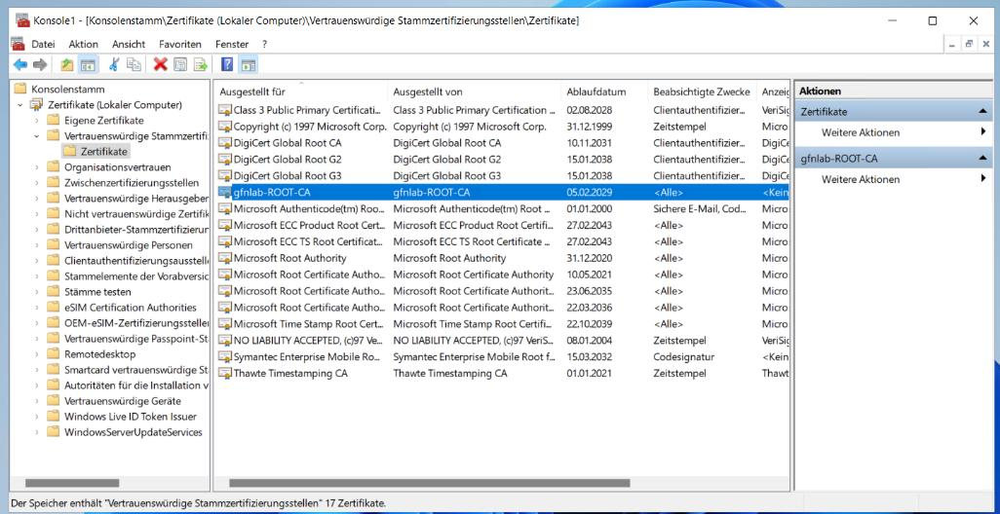 Konsole1 - [Konsolenstamm\Zertifikate (Lokaler Computer)\Vertrauenswürdige Stammzertifizierungsstellen\Zertifikate]
Datei Aktion Ansicht Favoriten Fenster ?
Konsolenstamm
Zertifikate (Lokaler Computer)
Eigene Zertifikate
Vertrauenswürdige Stammzertifi
Zertifikate
Organisationsvertrauen
Zwischenzertifizierungsstellen
Vertrauenswürdige Herausgeber
Nicht vertrauenswürdige Zertifik
Drittanbieter-Stammzertifizierun
Vertrauenswürdige Personen
Clientauthentifizierungsausstelle
Stammelemente der Vorabversic
Stämme testen
eSIM Certification Authorities
OEM-eSIM-Zertifizierungsstellen
Vertrauenswürdige Passpoint-St
Remotedesktop
Smartcard vertrauenswürdige St
Autoritäten für die Installation v
Vertrauenswürdige Geräte
Windows Live ID Token Issuer
WindowsServerUpdateServices
Ausgestellt für Ausgestellt von Ablaufdatum Beabsichtigte Zwecke Anzeig
Class 3 Public Primary Certificati... Class 3 Public Primary Certification ... 02.08.2028 Clientauthentifizier... VeriSig
Copyright (c) 1997 Microsoft Corp. Copyright (c) 1997 Microsoft Corp. 31.12.1999 Zeitstempel Micro
DigiCert Global Root CA DigiCert Global Root CA 10.11.2031 Clientauthentifizier... DigiCe
DigiCert Global Root G2 DigiCert Global Root G2 15.01.2038 Clientauthentifizier... DigiCe
DigiCert Global Root G3 DigiCert Global Root G3 15.01.2038 Clientauthentifizier... DigiCe
gfnlab-ROOT-CA gfnlab-ROOT-CA 05.02.2029 <Alle> <Kein
Microsoft Authenticode(tm) Roo... Microsoft Authenticode(tm) Root ... 01.01.2000 Sichere E-Mail, Cod... Micro
Microsoft ECC Product Root Cert... Microsoft ECC Product Root Certifi... 27.02.2043 <Alle> Micro
Microsoft ECC TS Root Certificat... Microsoft ECC TS Root Certificate ... 27.02.2043 <Alle> Micro
Microsoft Root Authority Microsoft Root Authority 31.12.2020 <Alle> Micro
Microsoft Root Certificate Autho... Microsoft Root Certificate Authority 10.05.2021 <Alle> Micro
Microsoft Root Certificate Autho... Microsoft Root Certificate Authorit... 23.06.2035 <Alle> Micro
Microsoft Root Certificate Autho... Microsoft Root Certificate Authorit... 22.03.2036 <Alle> Micro
Microsoft Time Stamp Root Cert... Microsoft Time Stamp Root Certifi... 22.10.2039 <Alle> Micro
NO LIABILITY ACCEPTED, (c)97 Ve... NO LIABILITY ACCEPTED, (c)97 VeriS... 08.01.2004 Zeitstempel VeriSig
Symantec Enterprise Mobile Ro... Symantec Enterprise Mobile Root f... 15.03.2032 Codesignatur <Kein
Thawte Timestamping CA Thawte Timestamping CA 01.01.2021 Zeitstempel Thawt
Aktionen
Zertifikate
Weitere Aktionen
gfnlab-ROOT-CA
Weitere Aktionen
Der Speicher enthält "Vertrauenswürdige Stammzertifizierungsstellen" 17 Zertifikate.